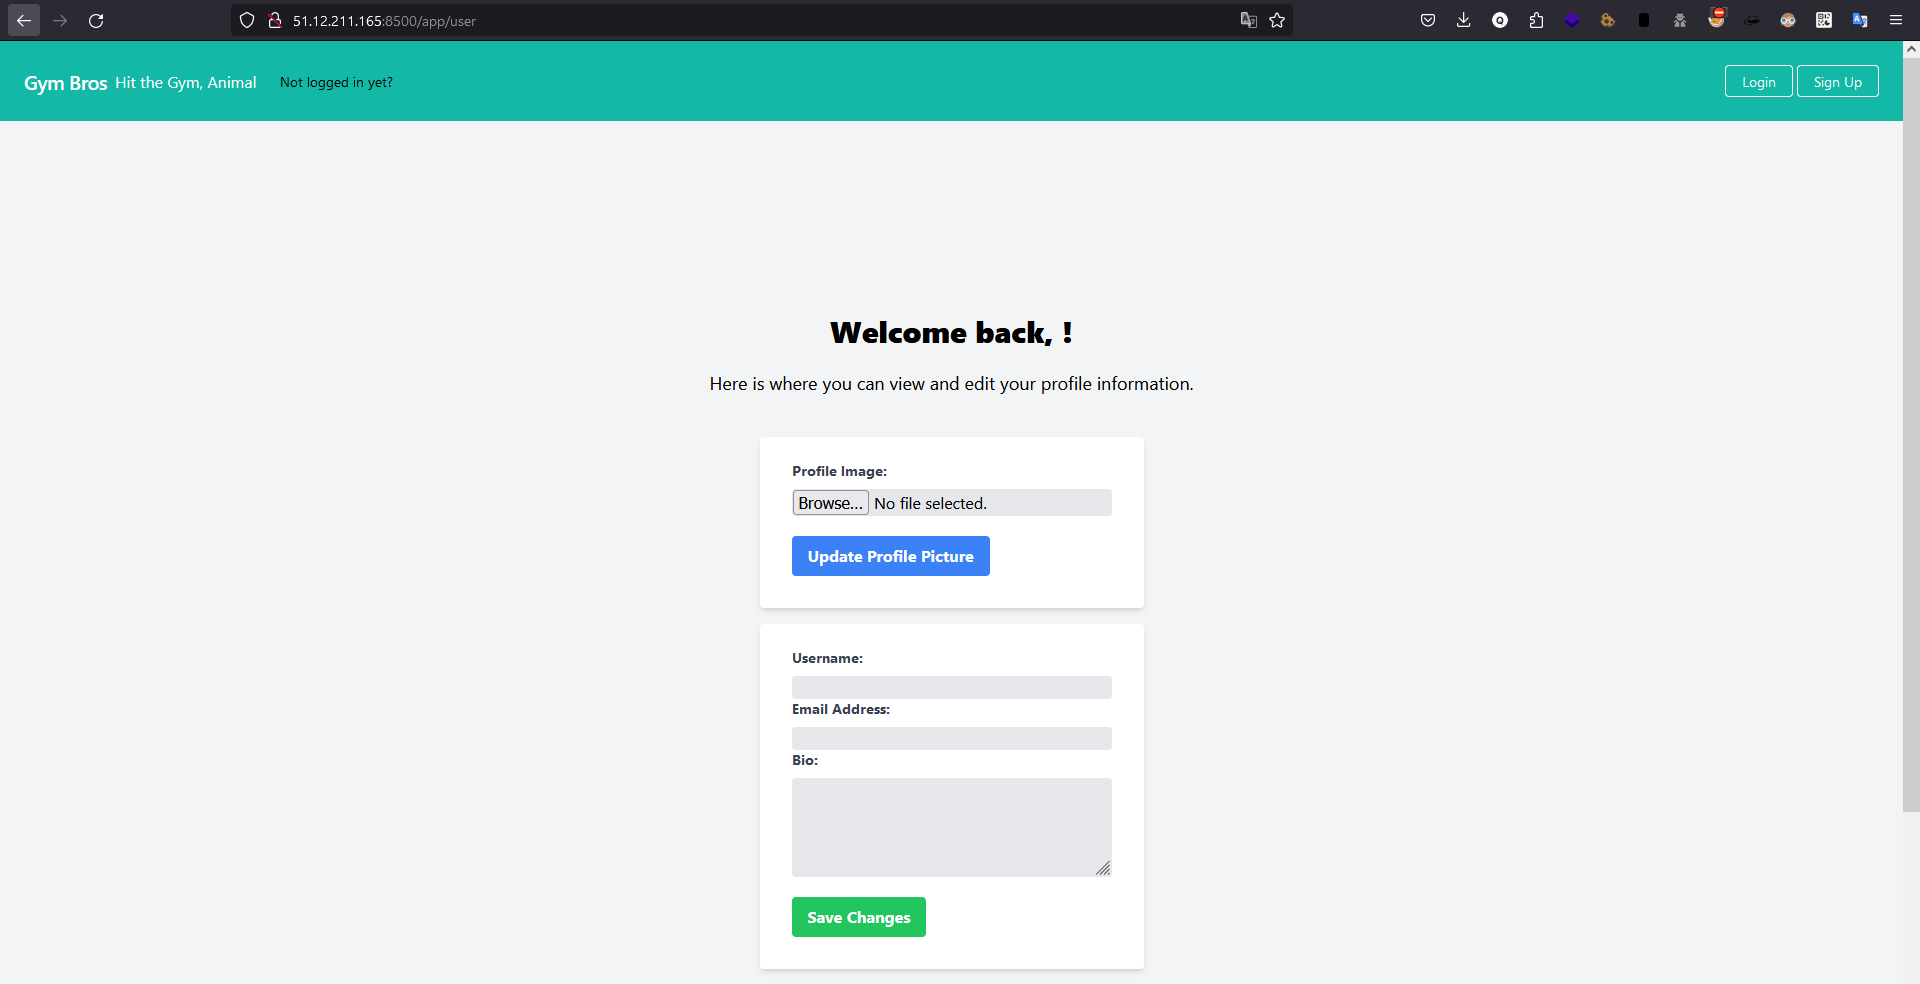 51.12.211.165:8500/app/user
Gym Bros Hit the Gym, Animal Not logged in yet? Login Sign Up
Welcome back, !
Here is where you can view and edit your profile information.
Profile Image:
Browse... No file selected.
Update Profile Picture
Username:
Email Address:
Bio:
Save Changes